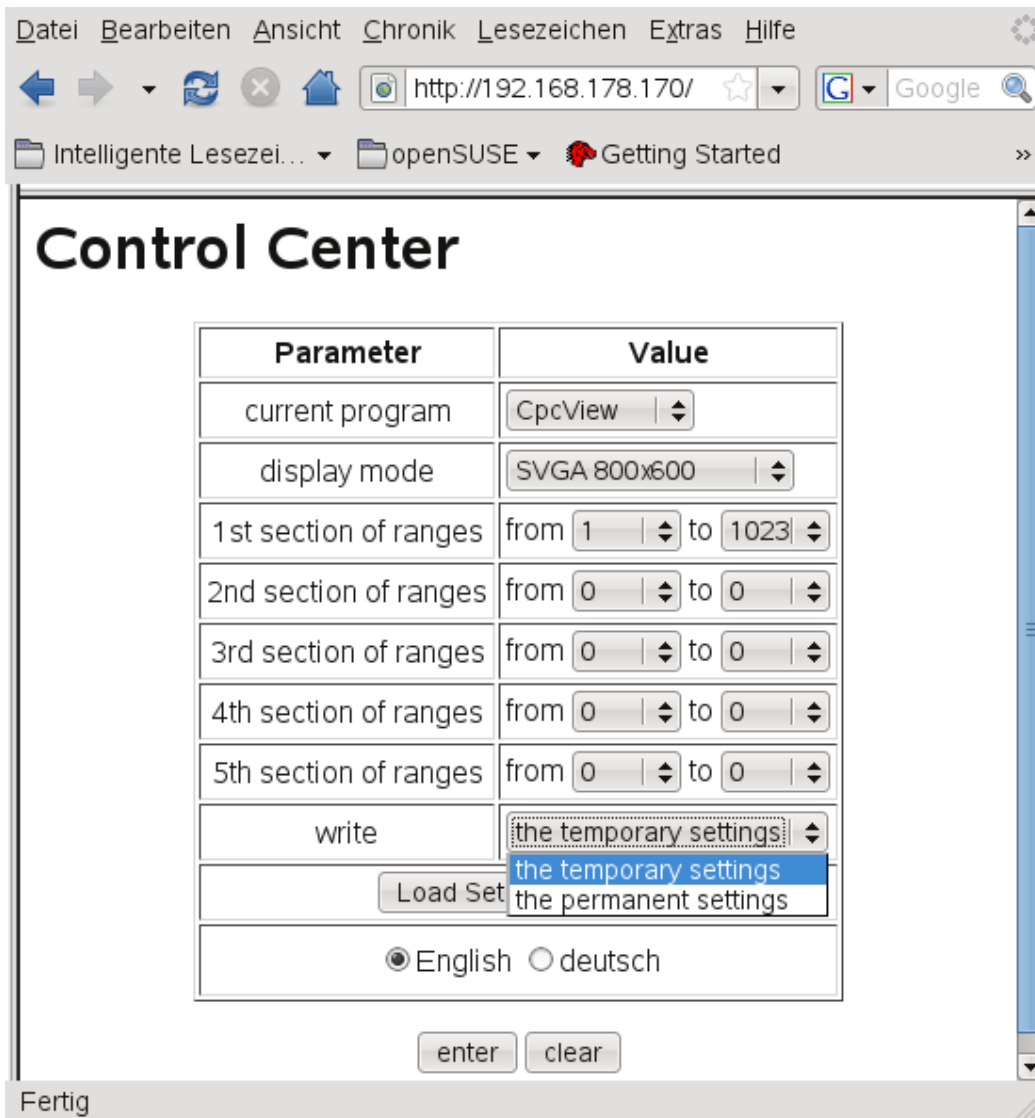 Datei Bearbeiten Ansicht Chronik Lesezeichen Extras Hilfe
http://192.168.178.170/ G Google
Intelligente Lesezei... openSUSE Getting Started »
Control Center
Parameter Value
current program CpcView
display mode SVGA 800x600
1st section of ranges from 1 to 1023
2nd section of ranges from 0 to 0
3rd section of ranges from 0 to 0
4th section of ranges from 0 to 0
5th section of ranges from 0 to 0
write the temporary settings
the temporary settings
Load Set the permanent settings
English deutsch
enter clear
Fertig